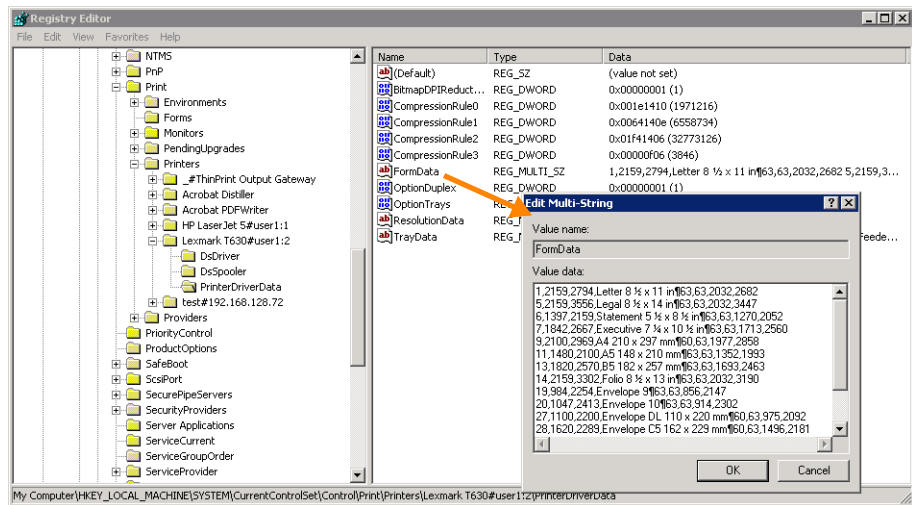 Registry Editor
File Edit View Favorites Help
NTMS
PnP
Print
Environments
Forms
Monitors
PendingUpgrades
Printers
_#ThinPrint Output Gateway
Acrobat Distiller
Acrobat PDFWriter
HP LaserJet 5#user1:1
Lexmark T630#user1:2
DsDriver
DsSpooler
PrinterDriverData
test#192.168.128.72
Providers
PriorityControl
ProductOptions
SafeBoot
ScsiPort
SecurePipeServers
SecurityProviders
Server Applications
ServiceCurrent
ServiceGroupOrder
ServiceProvider
Name Type Data
(Default) REG_SZ (value not set)
BitmapDPIReduct... REG_DWORD 0x00000001 (1)
CompressionRule0 REG_DWORD 0x001e1410 (1971216)
CompressionRule1 REG_DWORD 0x0064140e (6558734)
CompressionRule2 REG_DWORD 0x01f41406 (32773126)
CompressionRule3 REG_DWORD 0x00000f06 (3846)
FormData REG_MULTI_SZ 1,2159,2794,Letter 8 ½ x 11 in¶63,63,2032,2682 5,2159,3...
OptionDuplex REG_DWORD 0x00000001 (1)
OptionTrays
ResolutionData
TrayData
Edit Multi-String
Value name:
FormData
Value data:
1,2159,2794,Letter 8 ½ x 11 in¶63,63,2032,2682
5,2159,3556,Legal 8 ½ x 14 in¶63,63,2032,3447
6,1397,2159,Statement 5 ½ x 8 ½ in¶63,63,1270,2052
7,1842,2667,Executive 7 ¼ x 10 ½ in¶63,63,1713,2560
9,2100,2969,A4 210 x 297 mm¶60,63,1977,2858
11,1480,2100,A5 148 x 210 mm¶63,63,1352,1993
13,1820,2570,B5 182 x 257 mm¶63,63,1693,2463
14,2159,3302,Folio 8 ½ x 13 in¶63,63,2032,3190
19,984,2254,Envelope 9¶63,63,856,2147
20,1047,2413,Envelope 10¶63,63,914,2302
27,1100,2200,Envelope DL 110 x 220 mm¶60,63,975,2092
28,1620,2289,Envelope C5 162 x 229 mm¶60,63,1496,2181
OK Cancel
My Computer\HKEY_LOCAL_MACHINE\SYSTEM\CurrentControlSet\Control\Print\Printers\Lexmark T630#user1:2\PrinterDriverData